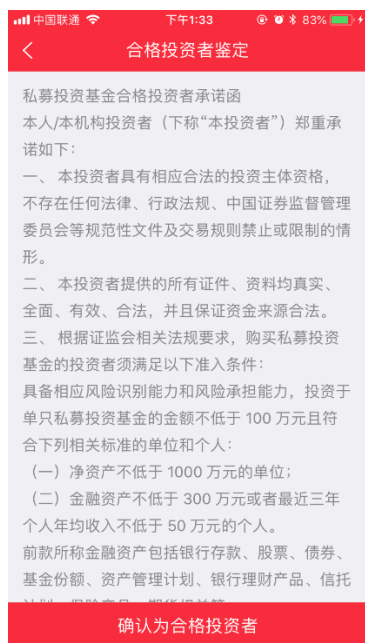 中国联通 下午1:33 83%
合格投资者鉴定
私募投资基金合格投资者承诺函
本人/本机构投资者（下称“本投资者”）郑重承
诺如下：
一、 本投资者具有相应合法的投资主体资格，
不存在任何法律、行政法规、中国证券监督管理
委员会等规范性文件及交易规则禁止或限制的情
形。
二、 本投资者提供的所有证件、资料均真实、
全面、有效、合法，并且保证资金来源合法。
三、 根据证监会相关法规要求，购买私募投资
基金的投资者须满足以下准入条件：
具备相应风险识别能力和风险承担能力，投资于
单只私募投资基金的金额不低于 100 万元且符
合下列相关标准的单位和个人：
（一）净资产不低于 1000 万元的单位；
（二）金融资产不低于 300 万元或者最近三年
个人年均收入不低于 50 万元的个人。
前款所称金融资产包括银行存款、股票、债券、
基金份额、资产管理计划、银行理财产品、信托
确认为合格投资者